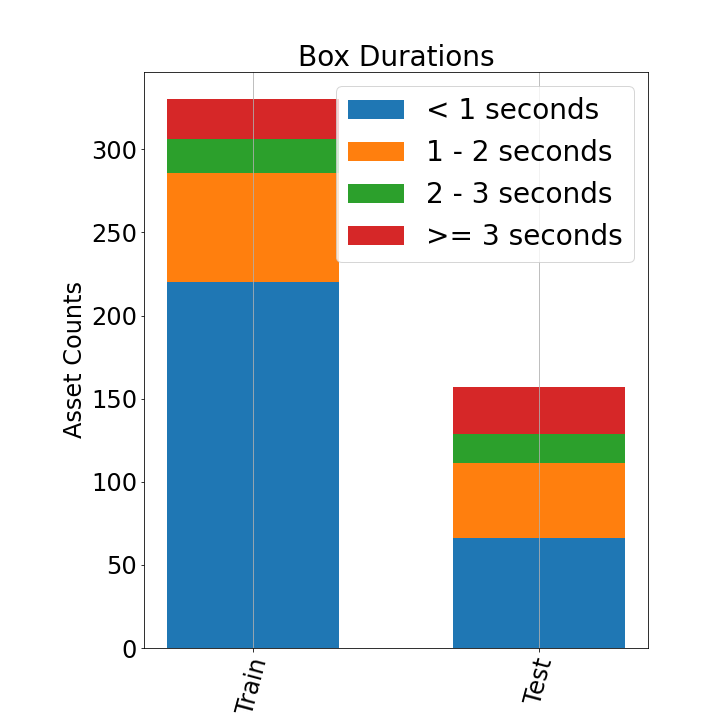 Box Durations
< 1 seconds
1 - 2 seconds
2 - 3 seconds
>= 3 seconds
Asset Counts
300
250
200
150
100
50
0
Train
Test